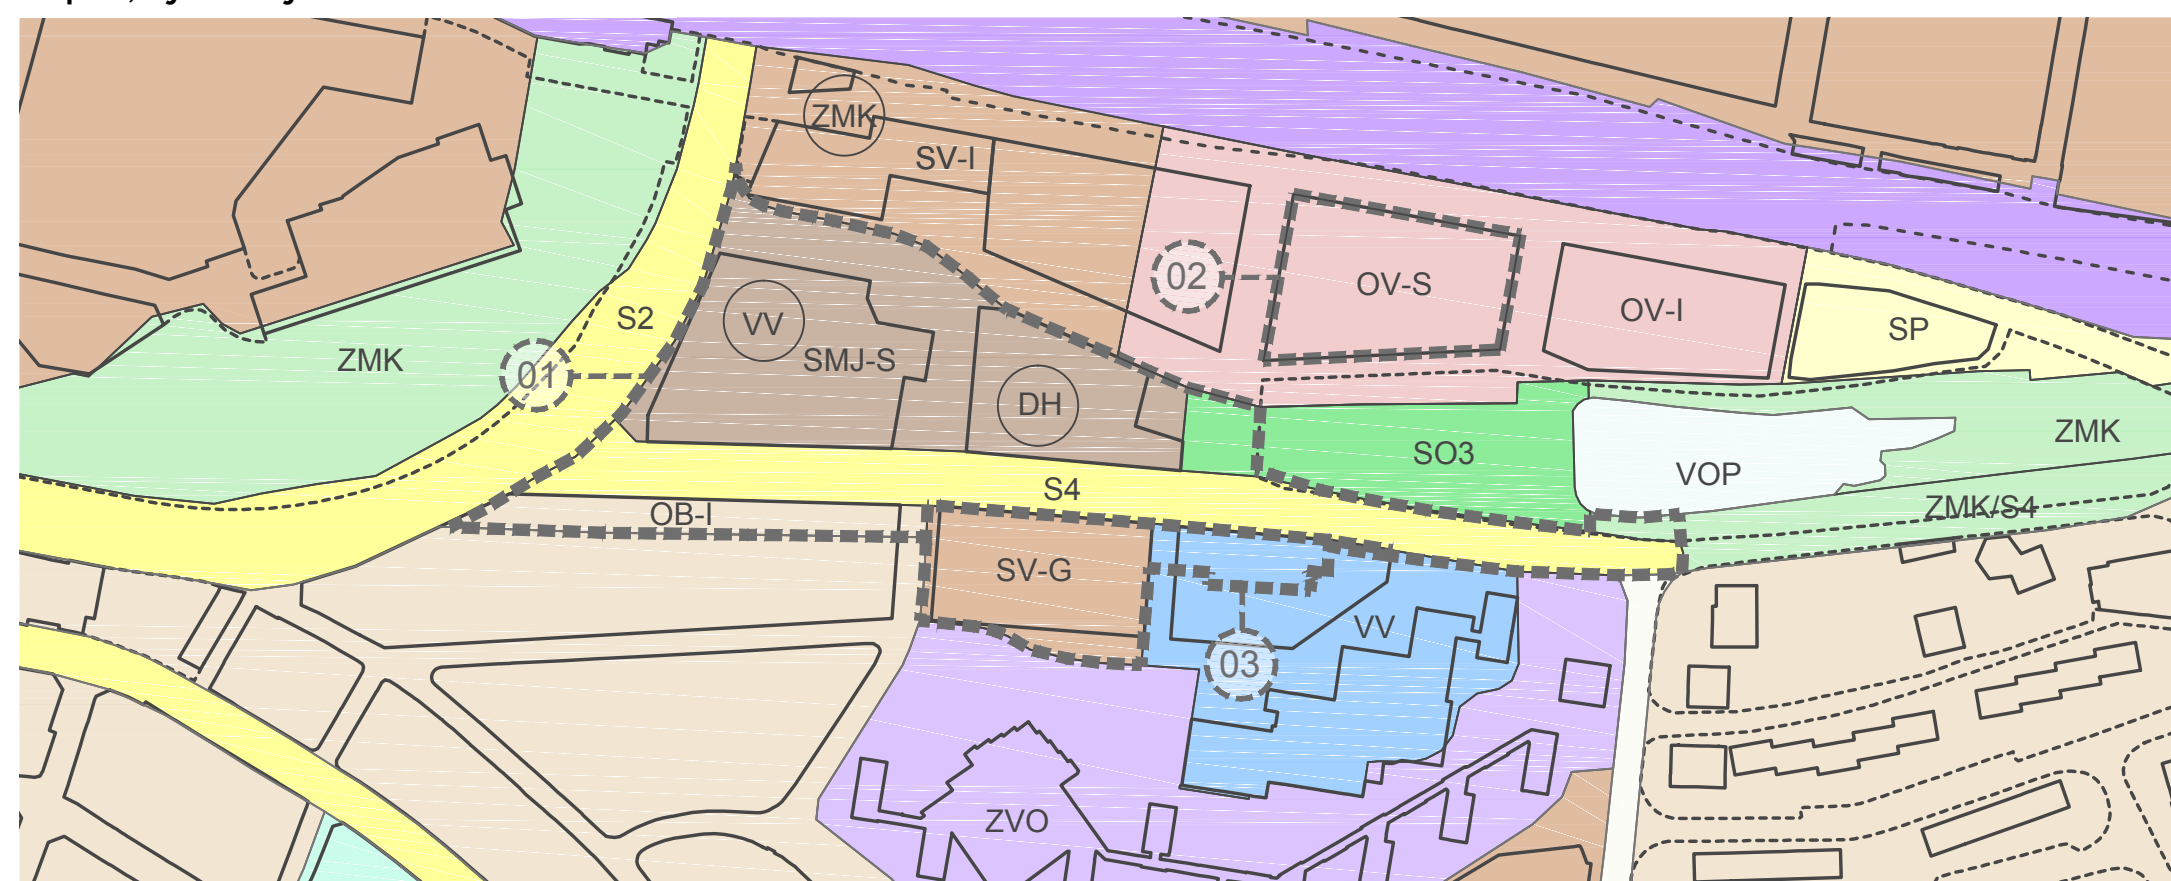 ZMK
SV-I
02
OV-S
OV-I
SP
S2
VV
SMJ-S
ZMK
01
DH
ZMK
SO3
VOP
S4
ZMK/S4
OB-I
SV-G
VV
03
ZVO